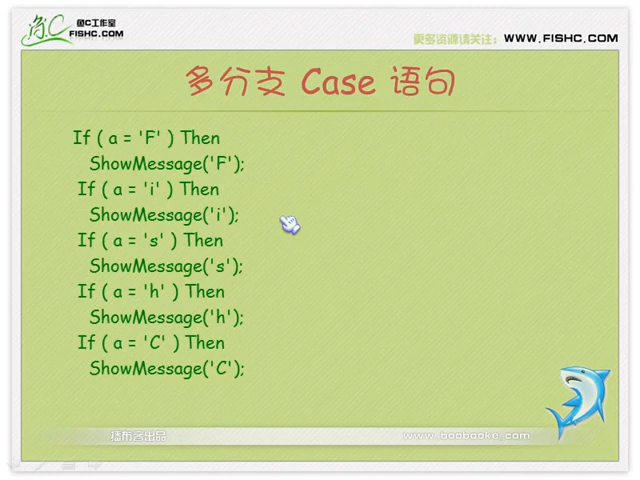 鱼C 鱼C工作室
FISHC.COM
更多资源请关注： WWW.FISHC.COM
多分支 Case 语句
If ( a = 'F' ) Then
ShowMessage('F');
If ( a = 'i' ) Then
ShowMessage('i');
If ( a = 's' ) Then
ShowMessage('s');
If ( a = 'h' ) Then
ShowMessage('h');
If ( a = 'C' ) Then
ShowMessage('C');
播布客出品 www.boobooke.com